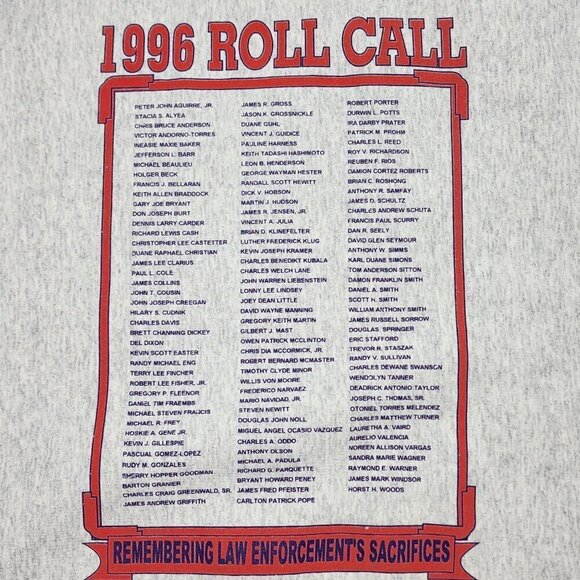 1996 ROLL CALL
PETER JOHN AGUIRRE, JR.
STACIA S. ALYEA
CHRIS BRUCE ANDERSON
VICTOR ANDORNO-TORRES
INEASIE MAXIE BAKER
JEFFERSON L. BARR
MICHAEL BEAULIEU
HOLGER BECK
FRANCIS J. BELLARAN
KEITH ALLEN BRADDOCK
GARY JOE BRYANT
DON JOSEPH BURT
DENNIS LARRY CARDER
RICHARD LEWIS CASH
CHRISTOPHER LEE CASTETTER
DUANE RAPHAEL CHRISTIAN
JAMES LEE CLARIUS
PAUL L. COLE
JAMES COLLINS
JOHN T. COUSIN
JOHN JOSEPH CREEGAN
HILARY S. CUDNIK
CHARLES DAVIS
BRETT CHANNING DICKEY
DEL DIXON
KEVIN SCOTT EASTER
RANDY MICHAEL ENG
TERRY LEE FINCHER
ROBERT LEE FISHER, JR.
GREGORY P. FLEENOR
DANIEL TIM FRAEMBS
MICHAEL STEVEN FRANCIS
MICHAEL R. FREY
HOSKIE A. GENE, JR.
KEVIN J. GILLESPIE
PASCUAL GOMEZ-LOPEZ
RUDY M. GONZALES
SHERRY HOPPER GOODMAN
BARTON GRANIER
CHARLES CRAIG GREENWALD, SR.
JAMES ANDREW GRIFFITH
JAMES R. GROSS
JASON K. GROSSNICKLE
DUANE GUHL
VINCENT J. GUIDICE
PAULINE HARNESS
KEITH TADASHI HASHIMOTO
LEON B. HENDERSON
GEORGE WAYMAN HESTER
RANDALL SCOTT HEWITT
DICK V. HOBSON
MARTIN J. HUDSON
JAMES R. JENSEN, JR.
VINCENT A. JULIA
BRIAN D. KLINEFELTER
LUTHER FREDERICK KLUG
KEVIN JOSEPH KRAMER
CHARLES BENEDIKT KUBALA
CHARLES WELCH LANE
JOHN WARREN LIEBENSTEIN
LONNY LEE LINDSEY
JOEY DEAN LITTLE
DAVID WAYNE MANNING
GREGORY KEITH MARTIN
GILBERT J. MAST
OWEN PATRICK MCCLINTON
CHRIS DIA MCCORMICK, JR.
ROBERT BERNARD MCMASTER
TIMOTHY CLYDE MINOR
WILLIS VON MOORE
FREDERICO NARVAEZ
MARIO NAVIDAD, JR.
STEVEN NEWITT
DOUGLAS JOHN NOLL
MIGUEL ANGEL OCASIO VAZQUEZ
CHARLES A. ODDO
ANTHONY OLSON
MICHAEL A. PADULA
RICHARD G. PARQUETTE
BRYANT HOWARD PENEY
JAMES FRED PFEISTER
CARLTON PATRICK POPE
ROBERT PORTER
DURWIN L. POTTS
IRA DARBY PRATER
PATRICK M. PROHM
CHARLES L. REED
ROY V. RICHARDSON
REUBEN F. RIOS
DAMION CORTEZ ROBERTS
BRIAN C. ROSHONG
ANTHONY R. SAMFAY
JAMES D. SCHULTZ
CHARLES ANDREW SCHUTA
FRANCIS PAUL SCURRY
DAN R. SEELY
DAVID GLEN SEYMOUR
ANTHONY W. SIMMS
KARL DUANE SIMONS
TOM ANDERSON SITTON
DAMON FRANKLIN SMITH
DANIEL A. SMITH
SCOTT H. SMITH
WILLIAM ANTHONY SMITH
JAMES RUSSELL SORROW
DOUGLAS SPRINGER
ERIC STAFFORD
TREVOR R. STASZAK
RANDY V. SULLIVAN
CHARLES DEWANE SWANSON
WENDOLYN TANNER
DEADRICK ANTONIO TAYLOR
JOSEPH C. THOMAS, SR.
OTONIEL TORRES MELENDEZ
CHARLES MATTHEW TURNER
LAURETHA A. VAIRD
AURELIO VALENCIA
NOREEN ALLISON VARGAS
SANDRA MARIE WAGNER
RAYMOND E. WARNER
JAMES MARK WINDSOR
HORST H. WOODS
REMEMBERING LAW ENFORCEMENT'S SACRIFICES